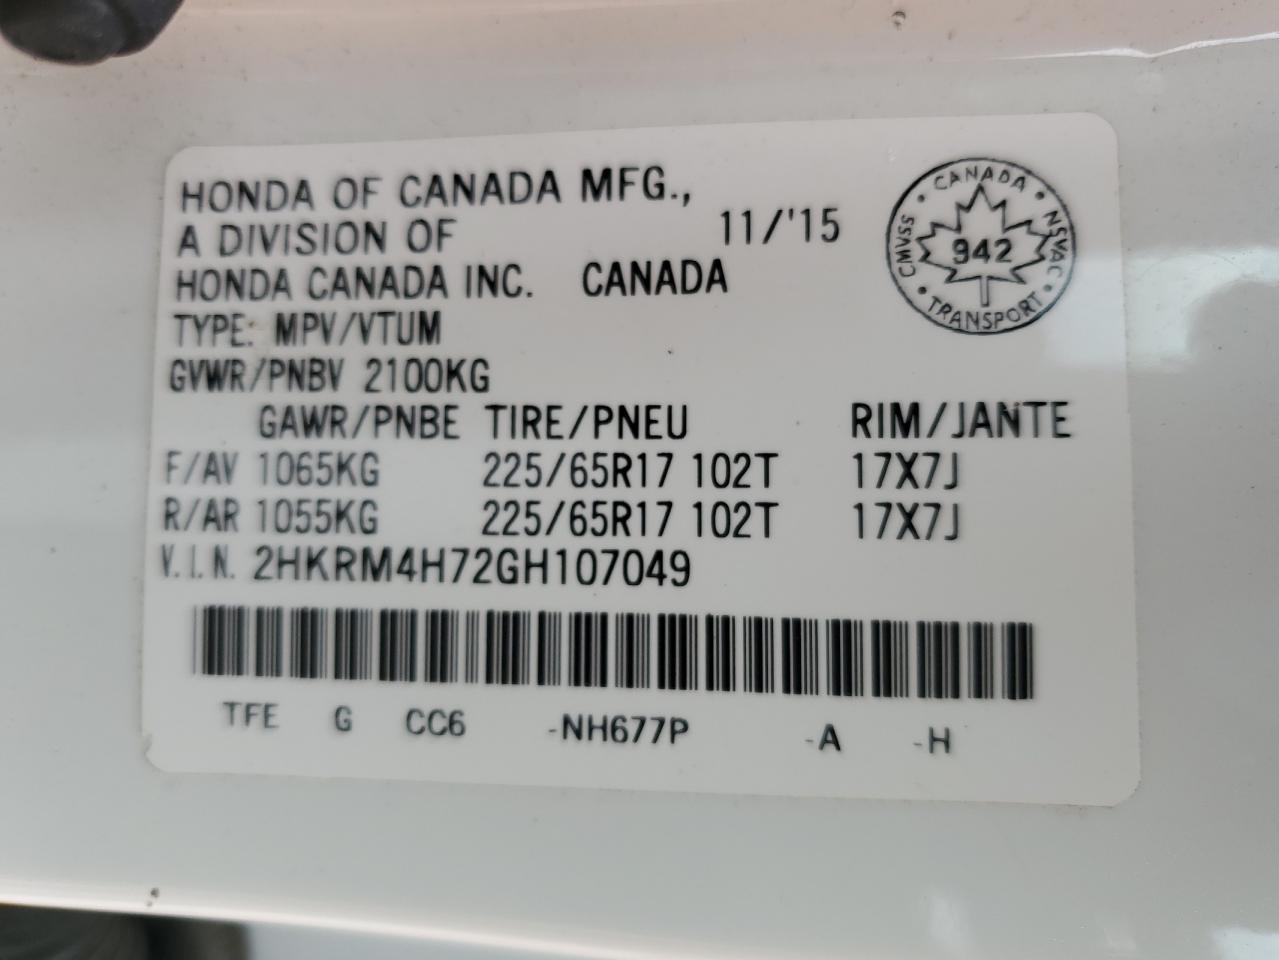 HONDA OF CANADA MFG.,
A DIVISION OF 11/'15
HONDA CANADA INC. CANADA
CANADA
CMVSS 942 NSVAC
TRANSPORT
TYPE: MPV/VTUM
GVWR/PNBV 2100KG
GAWR/PNBE TIRE/PNEU RIM/JANTE
F/AV 1065KG 225/65R17 102T 17X7J
R/AR 1055KG 225/65R17 102T 17X7J
V.I.N. 2HKRM4H72GH107049
TFE G CC6 -NH677P -A -H